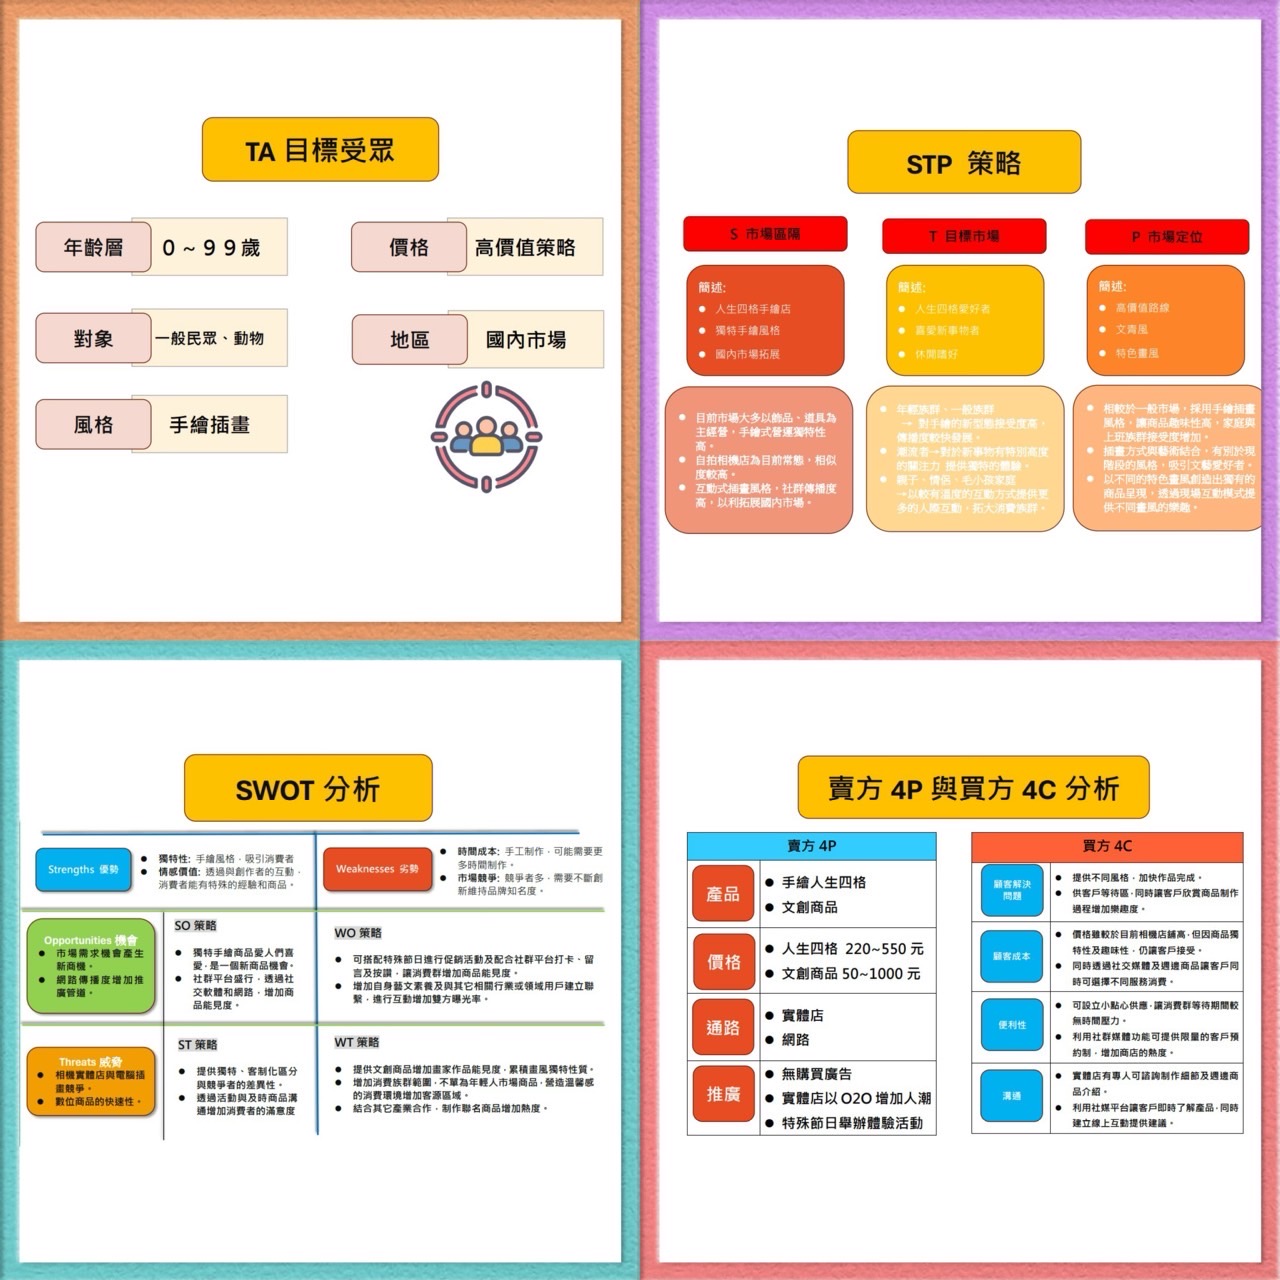 TA 目標受眾
年齡層
0~99歲
價格
高價值策略
對象
一般民眾、動物
地區
國內市場
風格
手繪插畫
STP 策略
S 市場區隔
T 目標市場
P 市場定位
簡述:
人生四格手繪店
獨特手繪風格
國內市場拓展
簡述:
人生四格愛好者
喜愛新事物者
休閒嗜好
簡述:
高價值路線
文青風
特色畫風
目前市場大多以飾品、道具為
主經營，手繪式營運獨特性
高。
自拍相機店為目前常態，相似
度較高。
互動式插畫風格，社群傳播度
高，以利拓展國內市場。
年輕族群、一般族群
→ 對手繪的新型態接受度高、
傳播度較快發展。
潮流者→對於新事物有特別高度
的關注力 提供獨特的體驗。
親子、情侶、毛小孩家庭
→以較有溫度的互動方式提供更
多的人際互動，拓大消費族群。
相較於一般市場，採用手繪插畫
風格，讓商品趣味性高，家庭與
上班族群接受度增加。
插畫方式與藝術結合，有別於現
階段的風格，吸引文藝愛好者。
以不同的特色畫風創造出獨有的
商品呈現，透過現場互動模式提
供不同畫風的樂趣。
SWOT 分析
Strengths 優勢
獨特性: 手繪風格，吸引消費者
情感價值: 透過與創作者的互動，
消費者能有特殊的經驗和商品。
Weaknesses 劣勢
時間成本: 手工制作，可能需要更
多時間制作。
市場競爭: 競爭者多，需要不斷創
新維持品牌知名度。
Opportunities 機會
市場需求機會產生
新商機。
網路傳播度增加推
廣管道。
SO 策略
獨特手繪商品愛人們喜
愛，是一個新商品機會。
社群平台盛行，透過社
交軟體和網路，增加商
品能見度。
WO 策略
可搭配特殊節日進行促銷活動及配合社群平台打卡、留
言及按讚，讓消費群增加商品能見度。
增加自身藝文素養及與其它相關行業或領域用戶建立聯
繫，進行互動增加雙方曝光率。
Threats 威脅
相機實體店與電腦插
畫競爭。
數位商品的快速性。
ST 策略
提供獨特、客制化區分
與競爭者的差異性。
透過活動與及時商品溝
通增加消費者的滿意度
WT 策略
提供文創商品增加畫家作品能見度，累積畫風獨特性質。
增加消費族群範圍，不單為年輕人市場商品，營造溫馨感
的消費環境增加客源區域。
結合其它產業合作，制作聯名商品增加熱度。
賣方 4P 與買方 4C 分析
賣方 4P
產品
手繪人生四格
文創商品
價格
人生四格 220~550 元
文創商品 50~1000 元
通路
實體店
網路
推廣
無購買廣告
實體店以 O2O 增加人潮
特殊節日舉辦體驗活動
買方 4C
顧客解決
問題
提供不同風格，加快作品完成。
供客戶等待區，同時讓客戶欣賞商品制作
過程增加樂趣度。
顧客成本
價格雖較於目前相機店鋪高，但因商品獨
特性及趣味性，仍讓客戶接受。
同時透過社交媒體及週邊商品讓客戶同
時可選擇不同服務消費。
便利性
可設立小點心供應，讓消費群等待期間較
無時間壓力。
利用社群媒體功能可提供限量的客戶預
約制，增加商店的熱度。
溝通
實體店有專人可諮詢制作細節及週邊商
品介紹。
利用社媒平台讓客戶即時了解產品，同時
建立線上互動提供建議。